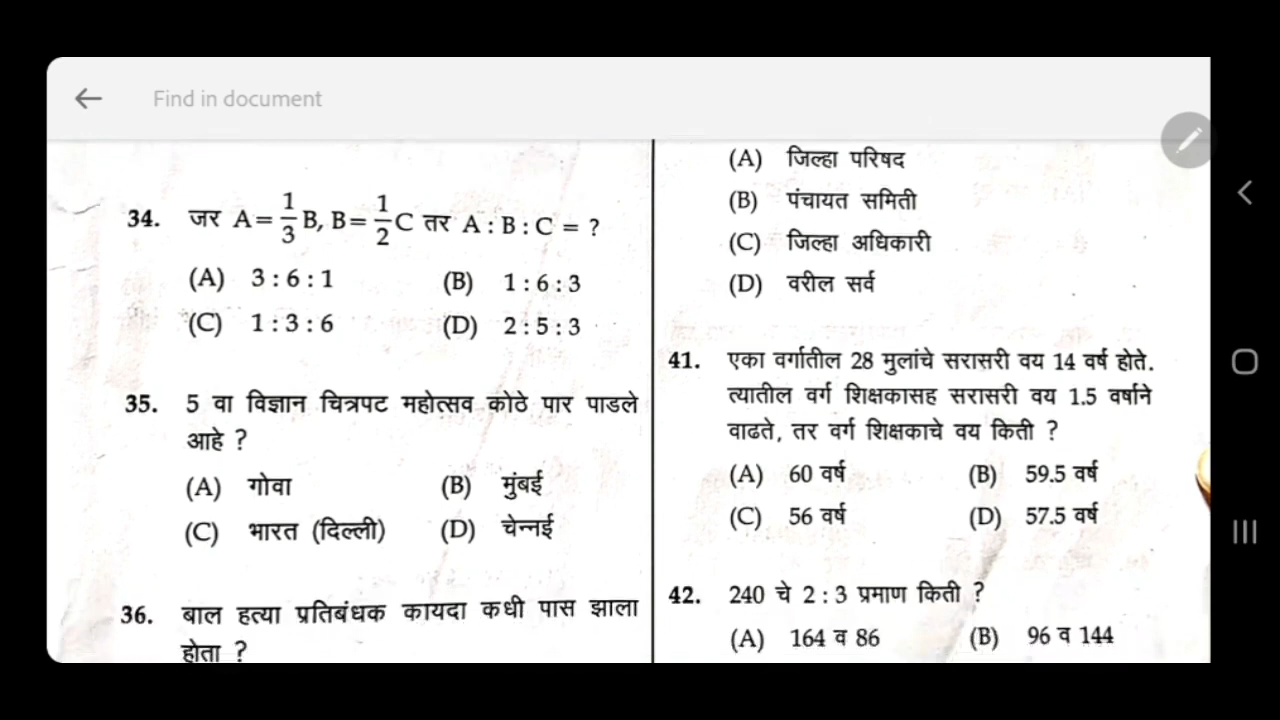 Find in document
34. जर A = 1/3 B, B = 1/2 C तर A : B : C = ?
(A) 3 : 6 : 1 (B) 1 : 6 : 3
(C) 1 : 3 : 6 (D) 2 : 5 : 3
35. 5 वा विज्ञान चित्रपट महोत्सव कोठे पार पाडले
आहे ?
(A) गोवा (B) मुंबई
(C) भारत (दिल्ली) (D) चेन्नई
36. बाल हत्या प्रतिबंधक कायदा कधी पास झाला
होता ?
(A) जिल्हा परिषद
(B) पंचायत समिती
(C) जिल्हा अधिकारी
(D) वरील सर्व
41. एका वर्गातील 28 मुलांचे सरासरी वय 14 वर्ष होते.
त्यातील वर्ग शिक्षकासह सरासरी वय 1.5 वर्षाने
वाढते, तर वर्ग शिक्षकाचे वय किती ?
(A) 60 वर्ष (B) 59.5 वर्ष
(C) 56 वर्ष (D) 57.5 वर्ष
42. 240 चे 2 : 3 प्रमाण किती ?
(A) 164 व 86 (B) 96 व 144